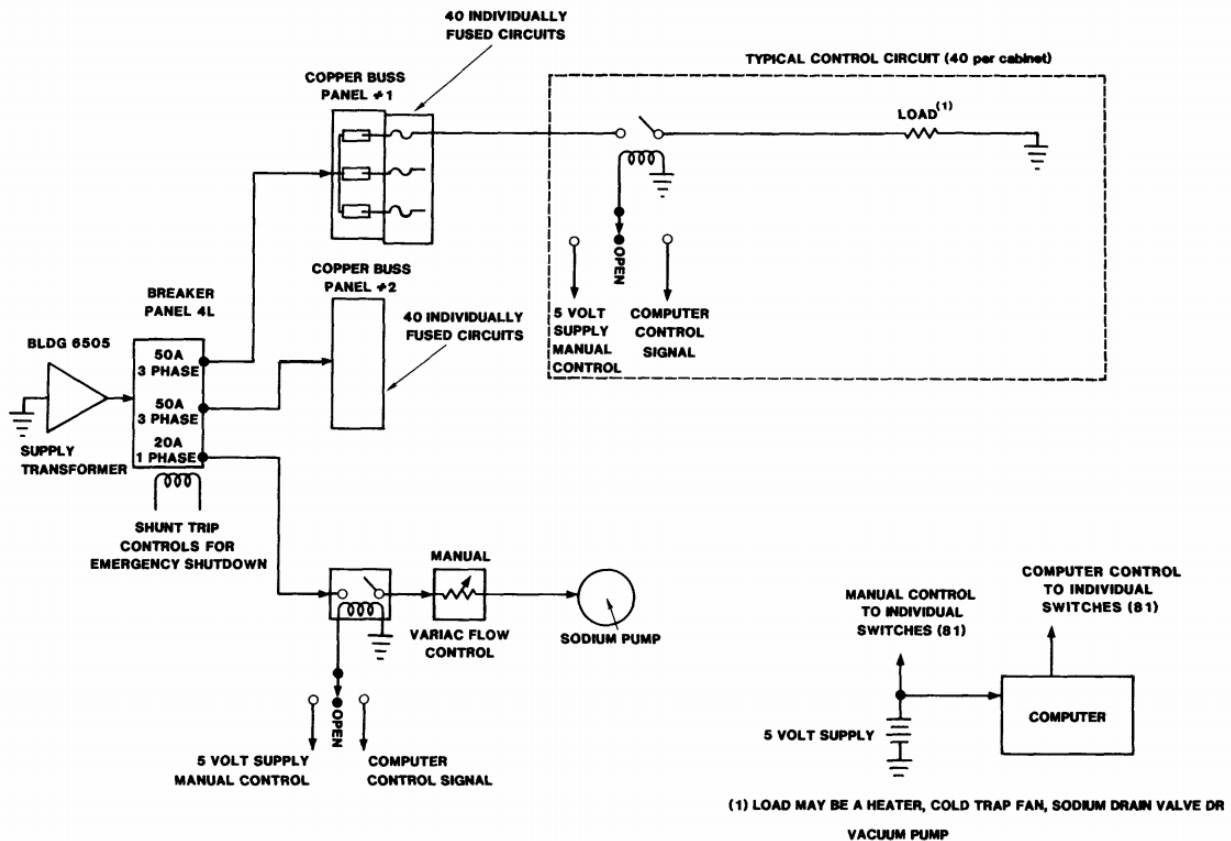 40 INDIVIDUALLY
FUSED CIRCUITS
COPPER BUSS
PANEL #1
TYPICAL CONTROL CIRCUIT (40 per cabinet)
LOAD(1)
OPEN
5 VOLT
SUPPLY
MANUAL
CONTROL
COMPUTER
CONTROL
SIGNAL
COPPER BUSS
PANEL #2
40 INDIVIDUALLY
FUSED CIRCUITS
BREAKER
PANEL 4L
BLDG 6505
50A
3 PHASE
50A
3 PHASE
20A
1 PHASE
SUPPLY
TRANSFORMER
SHUNT TRIP
CONTROLS FOR
EMERGENCY SHUTDOWN
MANUAL
VARIAC FLOW
CONTROL
SODIUM PUMP
OPEN
5 VOLT SUPPLY
MANUAL CONTROL
COMPUTER
CONTROL SIGNAL
MANUAL CONTROL
TO INDIVIDUAL
SWITCHES (81)
COMPUTER CONTROL
TO INDIVIDUAL
SWITCHES (81)
5 VOLT SUPPLY
COMPUTER
(1) LOAD MAY BE A HEATER, COLD TRAP FAN, SODIUM DRAIN VALVE DR
VACUUM PUMP